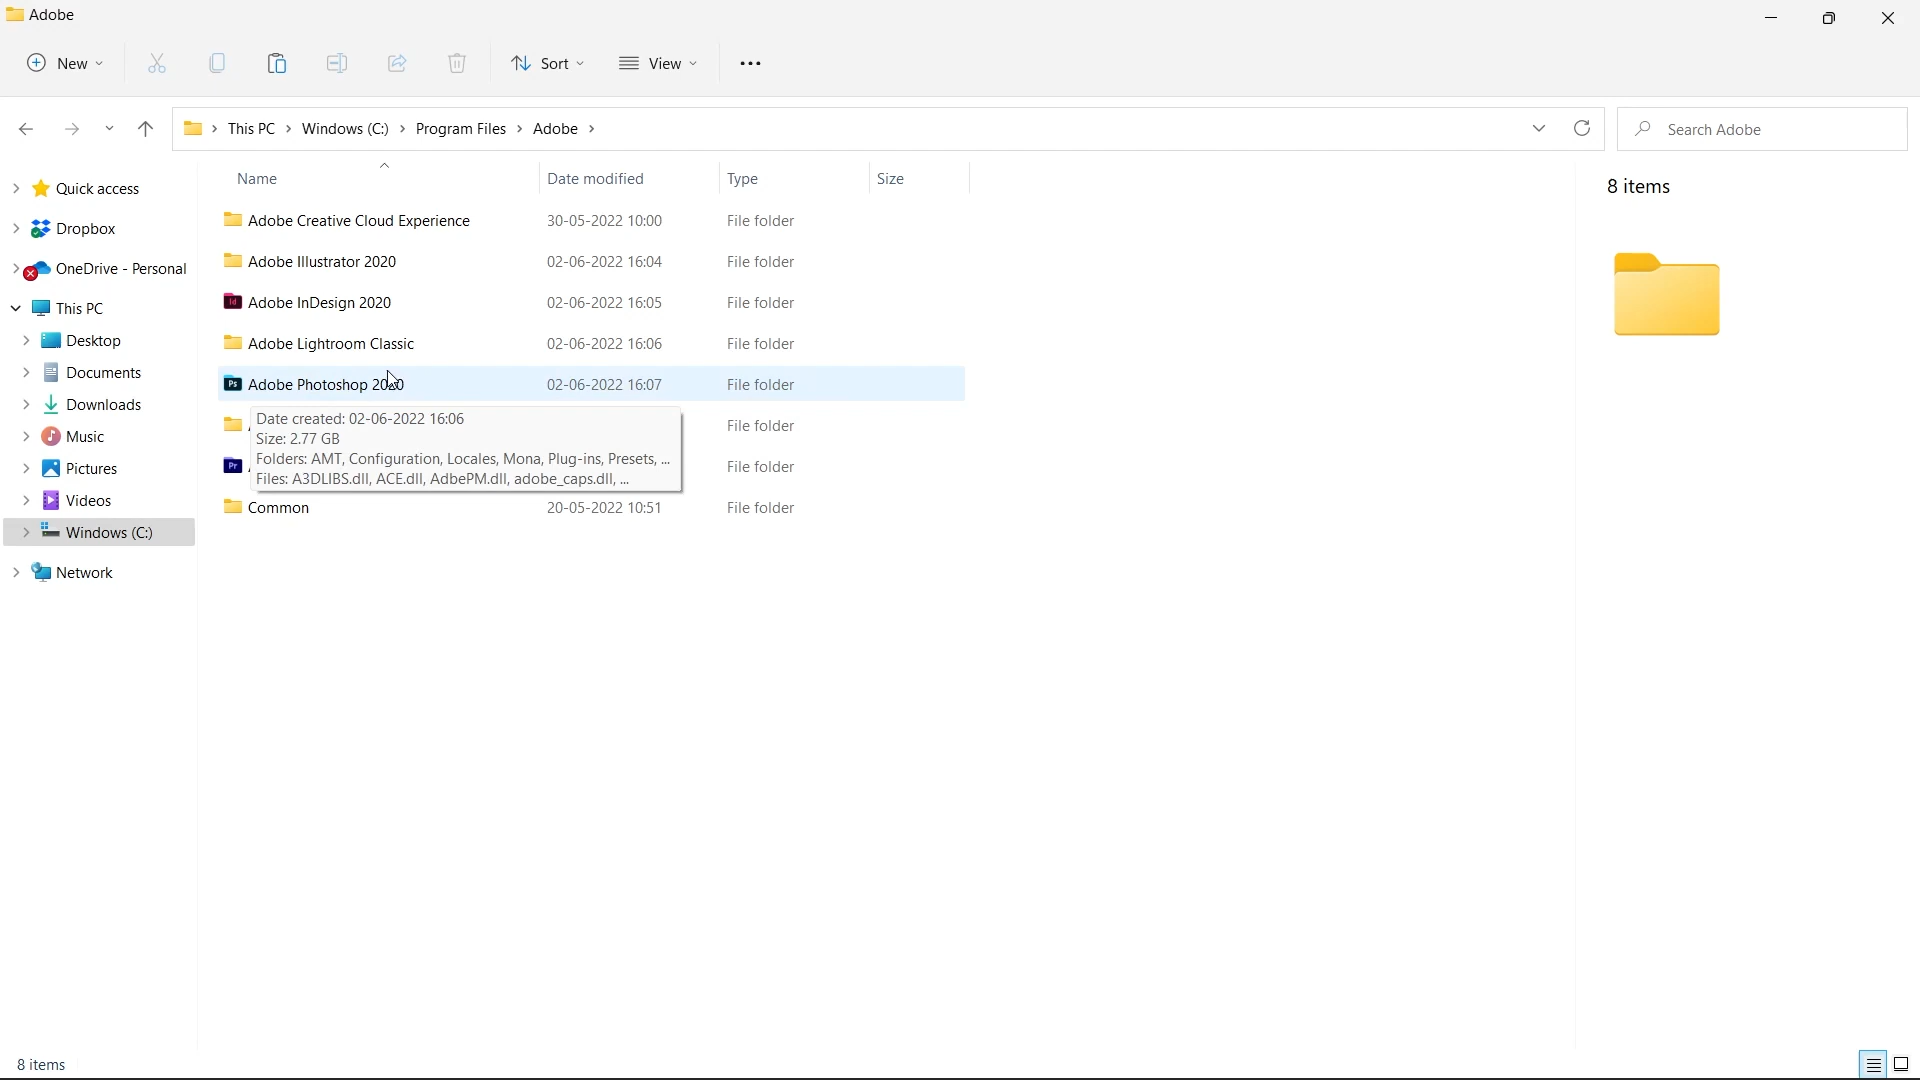 Adobe
New
Sort
View
This PC > Windows (C:) > Program Files > Adobe >
Search Adobe
Quick access
Dropbox
OneDrive - Personal
This PC
Desktop
Documents
Downloads
Music
Pictures
Videos
Windows (C:)
Network
Name Date modified Type Size
Adobe Creative Cloud Experience 30-05-2022 10:00 File folder
Adobe Illustrator 2020 02-06-2022 16:04 File folder
Id Adobe InDesign 2020 02-06-2022 16:05 File folder
Adobe Lightroom Classic 02-06-2022 16:06 File folder
Ps Adobe Photoshop 2020 02-06-2022 16:07 File folder
File folder
Pr File folder
Date created: 02-06-2022 16:06
Size: 2.77 GB
Folders: AMT, Configuration, Locales, Mona, Plug-ins, Presets, ...
Files: A3DLIBS.dll, ACE.dll, AdbePM.dll, adobe_caps.dll, ...
Common 20-05-2022 10:51 File folder
8 items
8 items